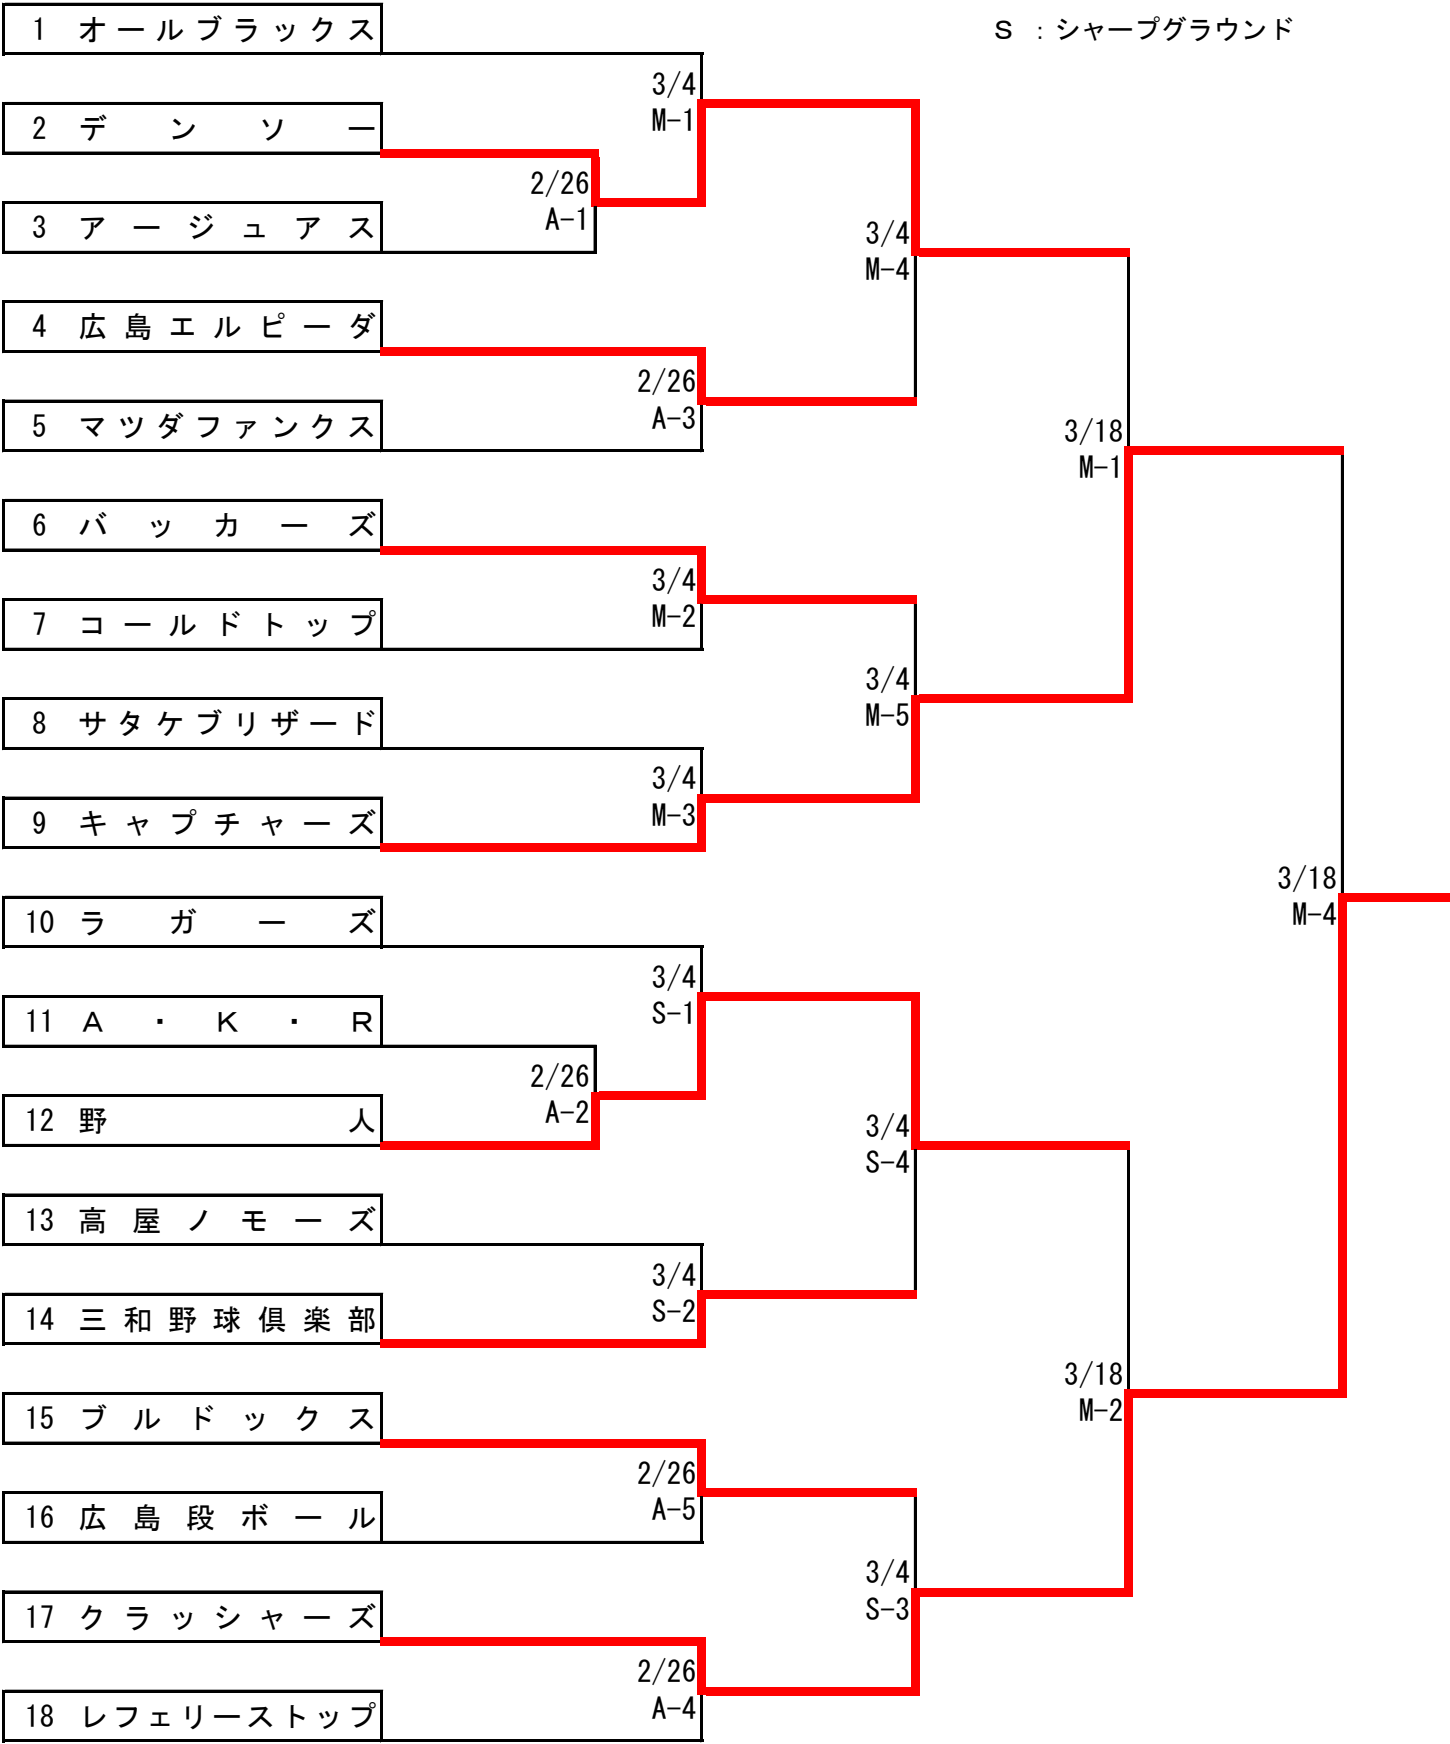 1 オールブラックス
S :シャープグラウンド
3/4
M-1
2 デンソー
2/26
A-1
3 アージュアス
3/4
M-4
4 広島エルピーダ
2/26
A-3
5 マツダファンクス
3/18
M-1
6 バッカーズ
3/4
M-2
7 コールドトップ
3/4
M-5
8 サタケブリザード
3/4
M-3
9 キャプチャーズ
3/18
M-4
10 ラガーズ
3/4
S-1
11 A・K・R
2/26
A-2
12 野人
3/4
S-4
13 高屋ノモーズ
3/4
S-2
14 三和野球倶楽部
3/18
M-2
15 ブルドックス
2/26
A-5
16 広島段ボール
3/4
S-3
17 クラッシャーズ
2/26
A-4
18 レフェリーストップ